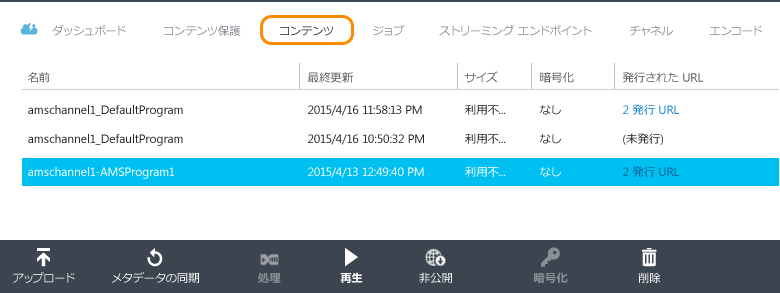 ダッシュボード コンテンツ保護 コンテンツ ジョブ ストリーミング エンドポイント チャネル エンコード
名前 最終更新 サイズ 暗号化 発行された URL
amschannel1_DefaultProgram 2015/4/16 11:58:13 PM 利用不... なし 2 発行 URL
amschannel1_DefaultProgram 2015/4/16 10:50:32 PM 利用不... なし (未発行)
amschannel1-AMSProgram1 2015/4/13 12:49:40 PM 利用不... なし 2 発行 URL
アップロード メタデータの同期 処理 再生 非公開 暗号化 削除